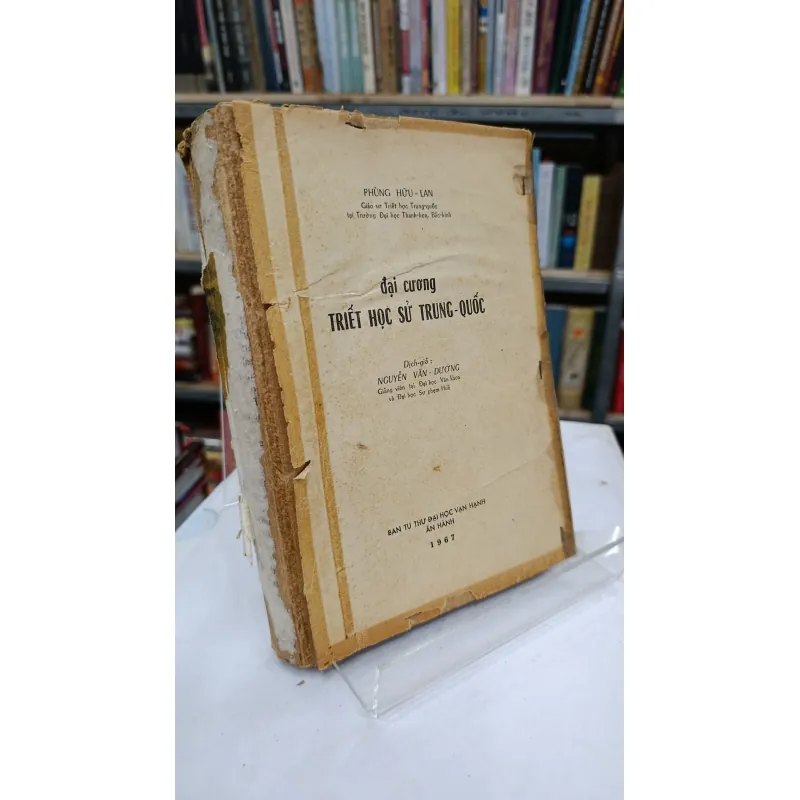 PHÙNG HỮU-LAN
Giáo sư Triết học Trung-quốc
tại Trường Đại học Thanh-hoa, Bắc-kinh
đại cương
TRIẾT HỌC SỬ TRUNG-QUỐC
Dịch-giả :
NGUYỄN VĂN-DƯƠNG
Giảng viên tại Đại học Văn khoa
và Đại học Sư phạm Huế
BAN TU THƯ ĐẠI HỌC VẠN HẠNH
ẤN HÀNH
1967